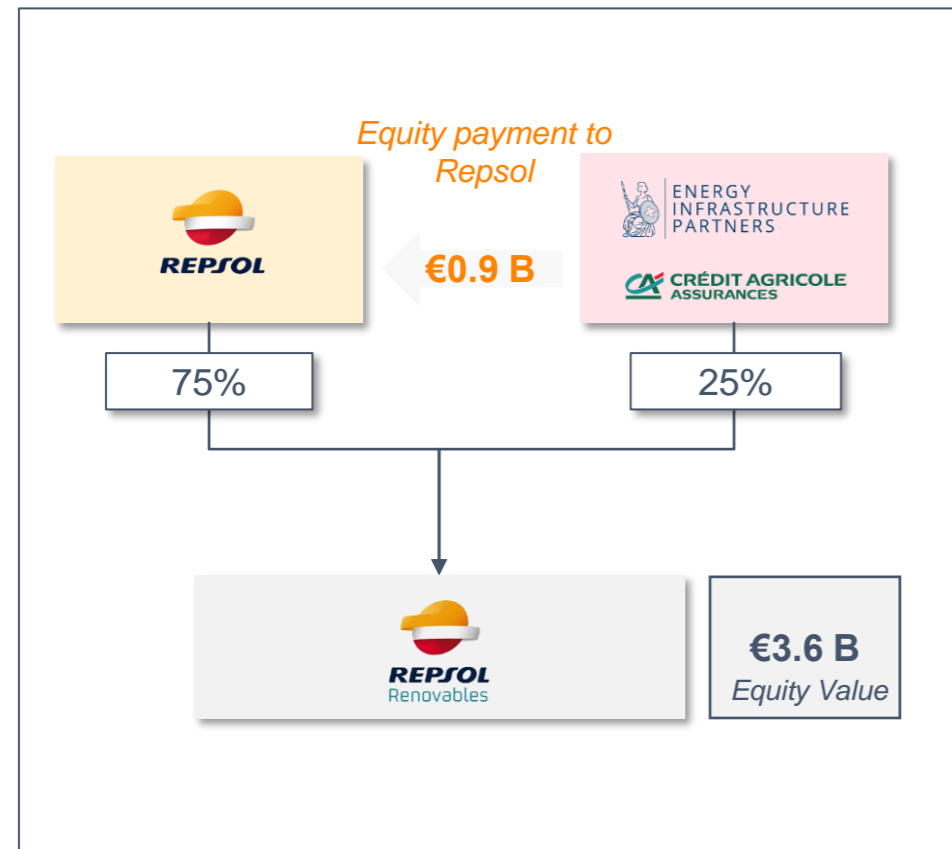 Equity payment to
Repsol
REPSOL
€0.9 B
ENERGY
INFRASTRUCTURE
PARTNERS
CA CRÉDIT AGRICOLE
ASSURANCES
75%
25%
REPSOL
Renovables
€3.6 B
Equity Value